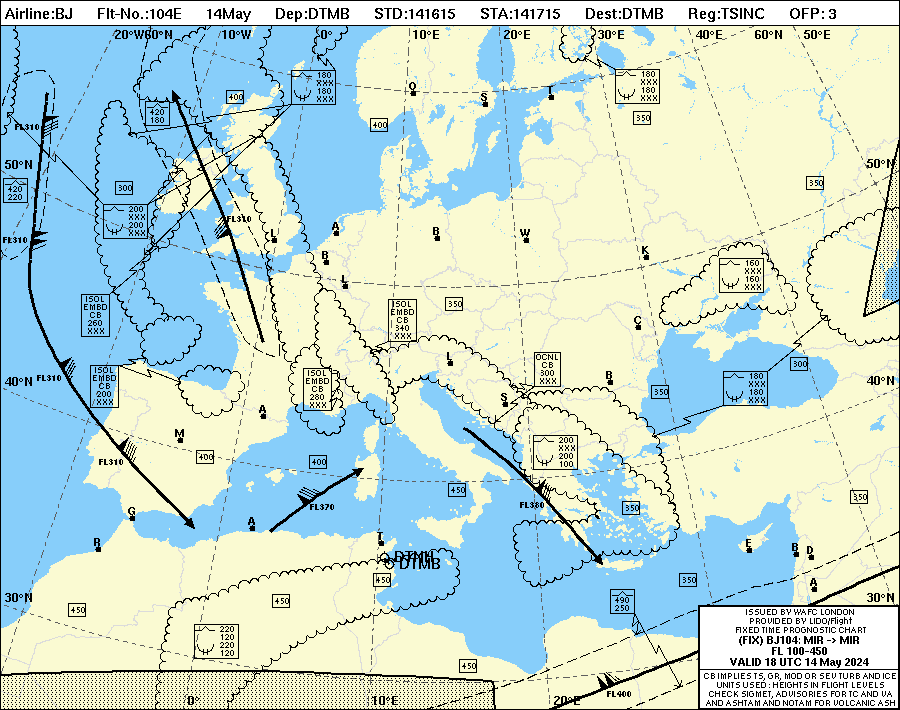 Airline:BJ Flt-No.:104E 14May Dep:DTMB STD:141615 STA:141715 Dest:DTMB Reg:TSINC OFP: 3
20°W 60°N 10°W 0° 10°E 20°E 30°E 40°E 60°N 50°E
180
XXX
180
XXX
180
XXX
180
XXX
400
420
180
O
S
T
350
400
FL310
50°N
50°N
420
220
300
350
200
XXX
200
XXX
FL310
FL310
L
A
B
B
W
K
L
160
XXX
160
XXX
ISOL
EMBD
CB
260
XXX
ISOL
EMBD
CB
340
XXX
350
C
L
300
FL310
ISOL
EMBD
CB
200
/XXX
ISOL
EMBD
CB
280
XXX
OCNL
CB
300
XXX
B
350
180
XXX
180
XXX
40°N
40°N
A
S
M
FL310
400
400
200
XXX
200
100
450
FL370
FL380
350
350
G
A
R
T
E
B
D
DTMH
DTMB
450
350
A
30°N
450
450
490
250
30°N
220
120
220
120
450
FL400
0° 10°E 20°E
ISSUED BY WAFC LONDON
PROVIDED BY LIDO/Flight
FIXED TIME PROGNOSTIC CHART
(FIX) BJ104: MIR -> MIR
FL 100-450
VALID 18 UTC 14 May 2024
CB IMPLIES TS, GR, MOD OR SEV TURB AND ICE
UNITS USED : HEIGHTS IN FLIGHT LEVELS
CHECK SIGMET, ADVISORIES FOR TC AND VA
AND ASHTAM AND NOTAM FOR VOLCANIC ASH